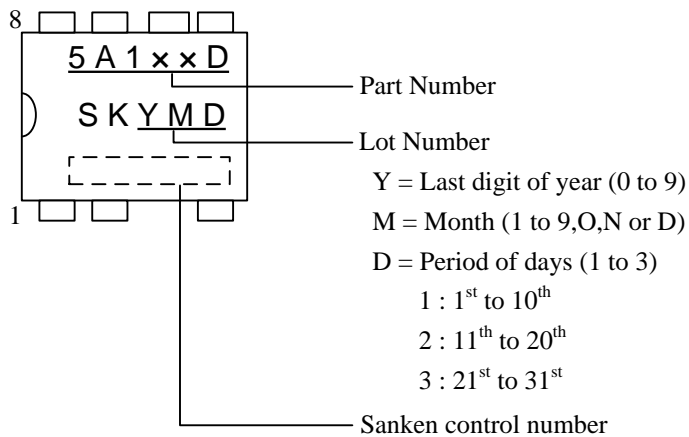 8
5 A 1 × × D
Part Number
S K Y M D
Lot Number
Y = Last digit of year (0 to 9)
M = Month (1 to 9,O,N or D)
1
D = Period of days (1 to 3)
1 : 1st to 10th
2 : 11th to 20th
3 : 21st to 31st
Sanken control number